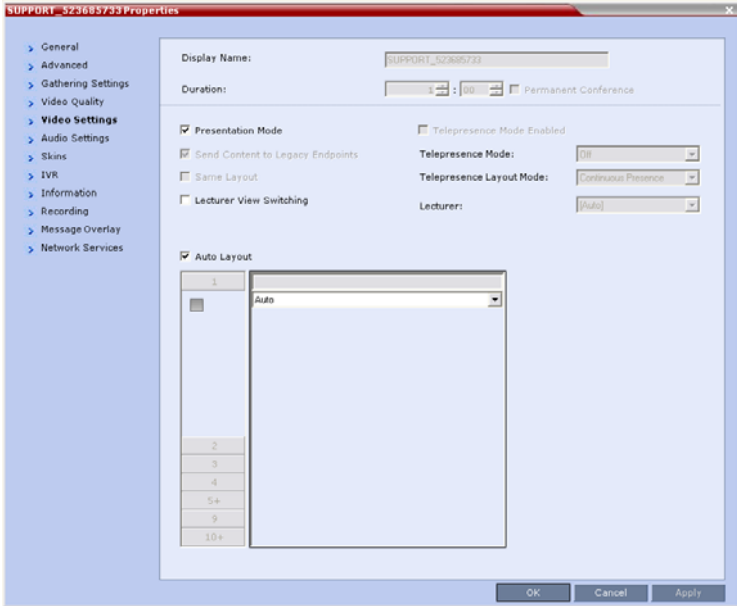 SUPPORT_523685733 Properties
General
Advanced
Gathering Settings
Video Quality
Video Settings
Audio Settings
Skins
IVR
Information
Recording
Message Overlay
Network Services
Display Name: SUPPORT_523685733
Duration: 1 : 00 Permanent Conference
Presentation Mode
Telepresence Mode Enabled
Send Content to Legacy Endpoints
Telepresence Mode: Off
Same Layout
Telepresence Layout Mode: Continuous Presence
Lecturer View Switching
Lecturer: [Auto]
Auto Layout
1
Auto
2
3
4
5+
9
10+
OK Cancel Apply